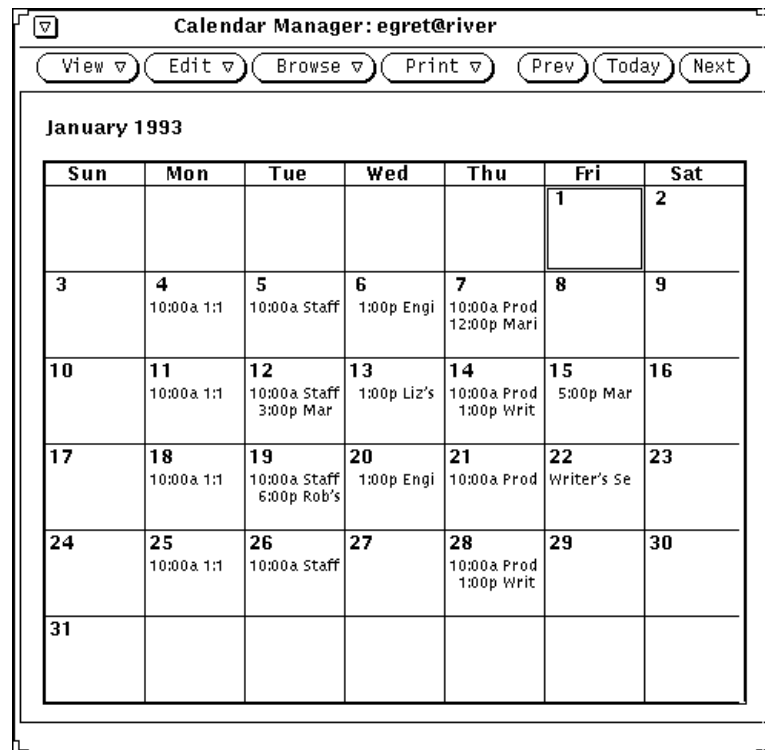 Calendar Manager: egret@river
View Edit Browse Print Prev Today Next
January 1993
Sun Mon Tue Wed Thu Fri Sat
1 2
3 4 5 6 7 8 9
10:00a 1:1 10:00a Staff 1:00p Engi 10:00a Prod
12:00p Mari
10 11 12 13 14 15 16
10:00a 1:1 10:00a Staff 1:00p Liz's 10:00a Prod 5:00p Mar
3:00p Mar 1:00p Writ
17 18 19 20 21 22 23
10:00a 1:1 10:00a Staff 1:00p Engi 10:00a Prod Writer's Se
6:00p Rob's
24 25 26 27 28 29 30
10:00a 1:1 10:00a Staff 10:00a Prod
1:00p Writ
31